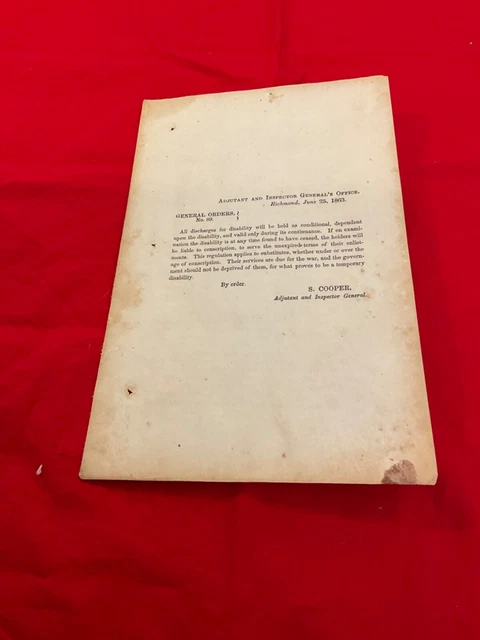 Adjutant and Inspector General's Office,
Richmond, June 25, 1863.
GENERAL ORDERS, }
No. 89. }
All discharges for disability will be held as conditional, dependent
upon the disability, and valid only during its continuance. If on exami-
nation the disability is at any time found to have ceased, the holders will
be liable to conscription, to serve the unexpired terms of their enlist-
ments. This regulation applies to substitutes, whether under or over the
age of conscription. Their services are due for the war, and the govern-
ment should not be deprived of them, for what proves to be a temporary
disability.
By order.
S. COOPER,
Adjutant and Inspector General.